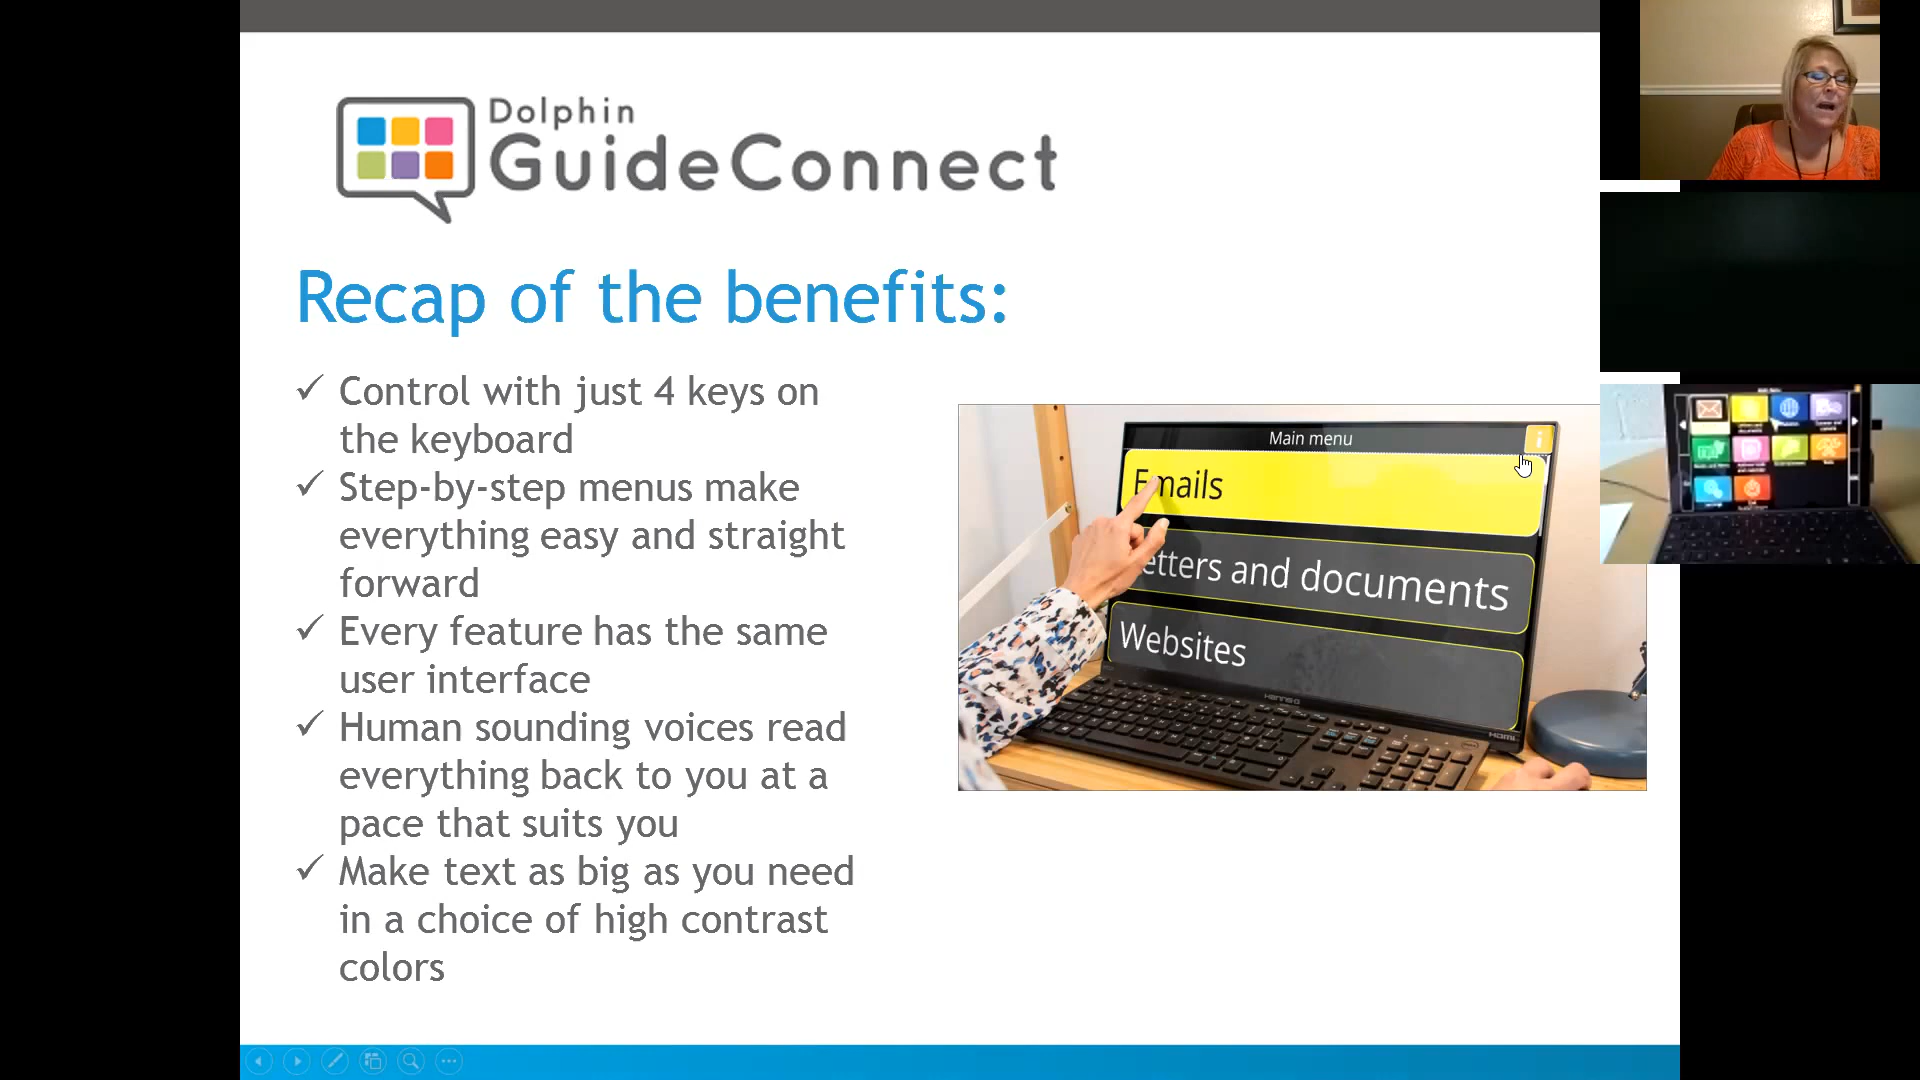 Dolphin
GuideConnect
Recap of the benefits:
✓ Control with just 4 keys on
the keyboard
✓ Step-by-step menus make
everything easy and straight
forward
✓ Every feature has the same
user interface
✓ Human sounding voices read
everything back to you at a
pace that suits you
✓ Make text as big as you need
in a choice of high contrast
colors
Main menu
Emails
etters and documents
Websites
HANNSG
HDMI